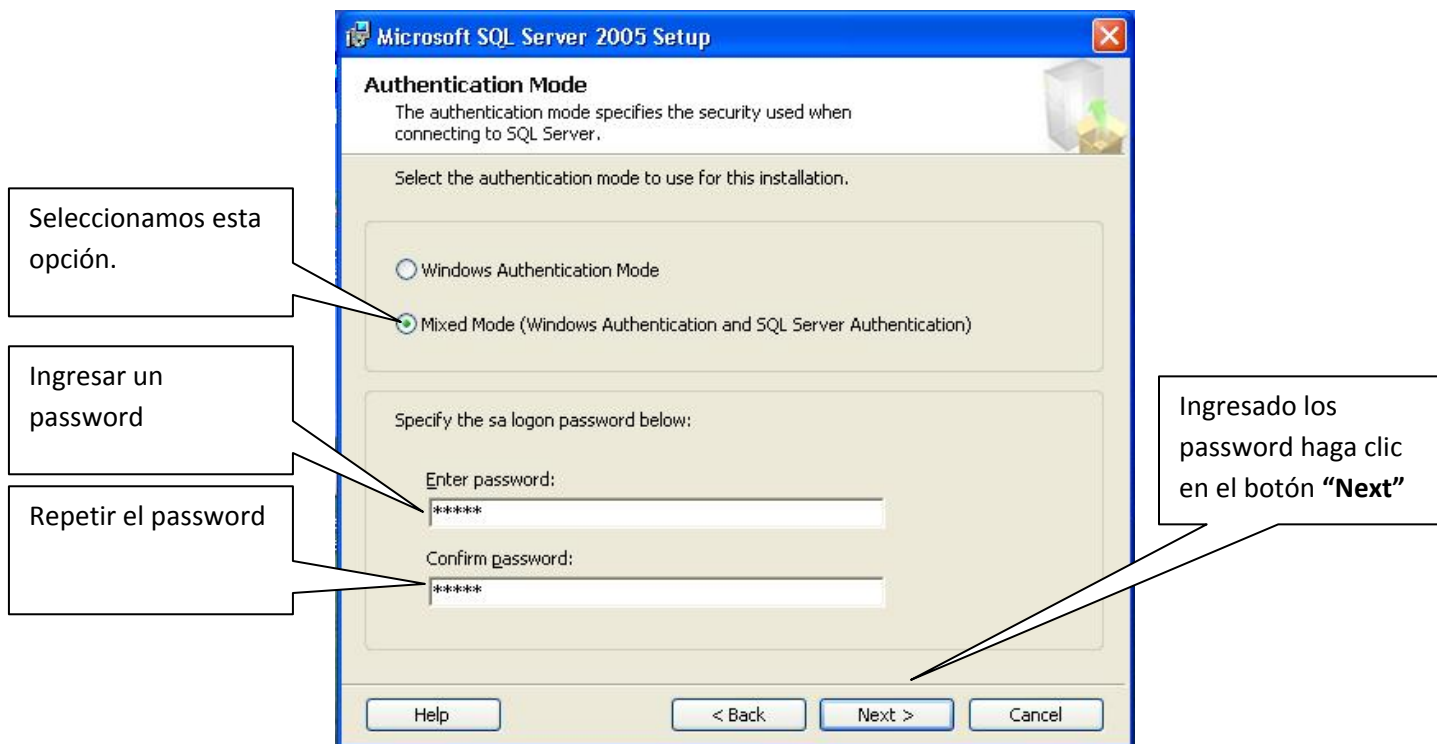 Microsoft SQL Server 2005 Setup
Authentication Mode
The authentication mode specifies the security used when
connecting to SQL Server.
Select the authentication mode to use for this installation.
Seleccionamos esta
opción.
Windows Authentication Mode
Mixed Mode (Windows Authentication and SQL Server Authentication)
Ingresar un
password
Specify the sa logon password below:
Enter password:
*****
Repetir el password
Confirm password:
*****
Ingresado los
password haga clic
en el botón “Next”
Help
< Back
Next >
Cancel